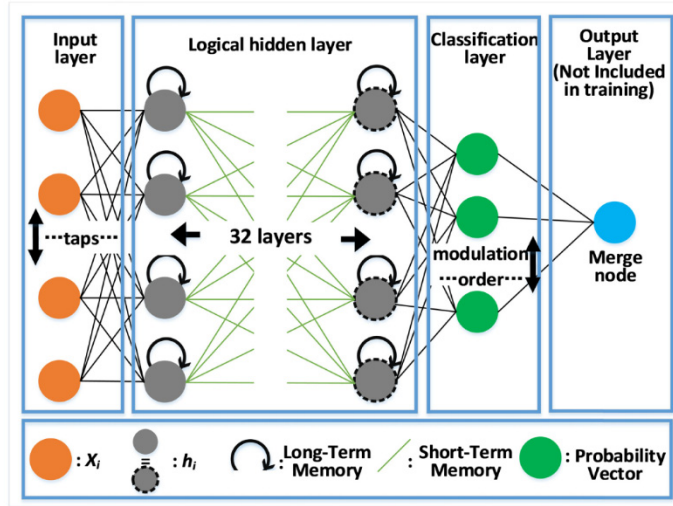 Input
layer
Logical hidden layer
Classification
layer
Output
Layer
(Not Included
in training)
taps
32 layers
modulation
order
Merge
node
: Xi
= : hi
: Long-Term
Memory
: Short-Term
Memory
: Probability
Vector